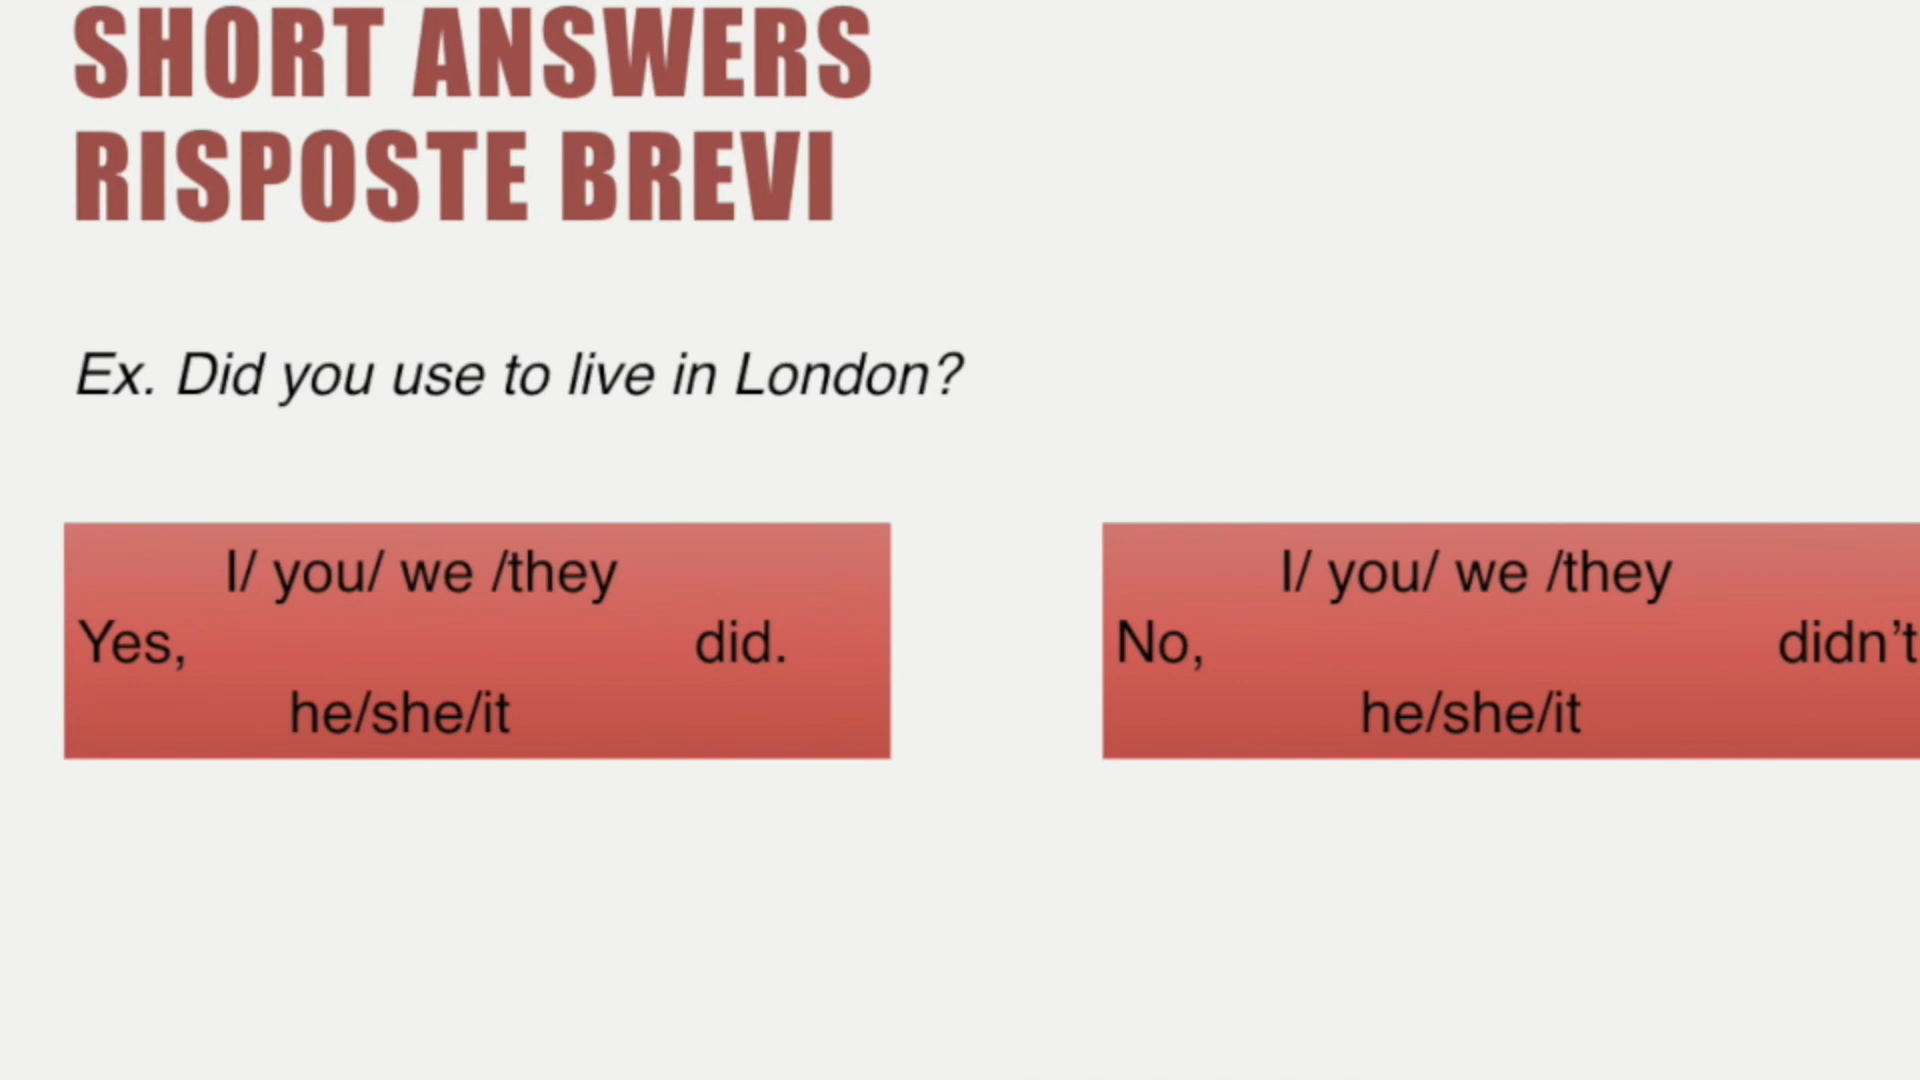 SHORT ANSWERS
RISPOSTE BREVI
Ex. Did you use to live in London?
I/ you/ we /they
Yes, did.
he/she/it
I/ you/ we /they
No, didn’t
he/she/it